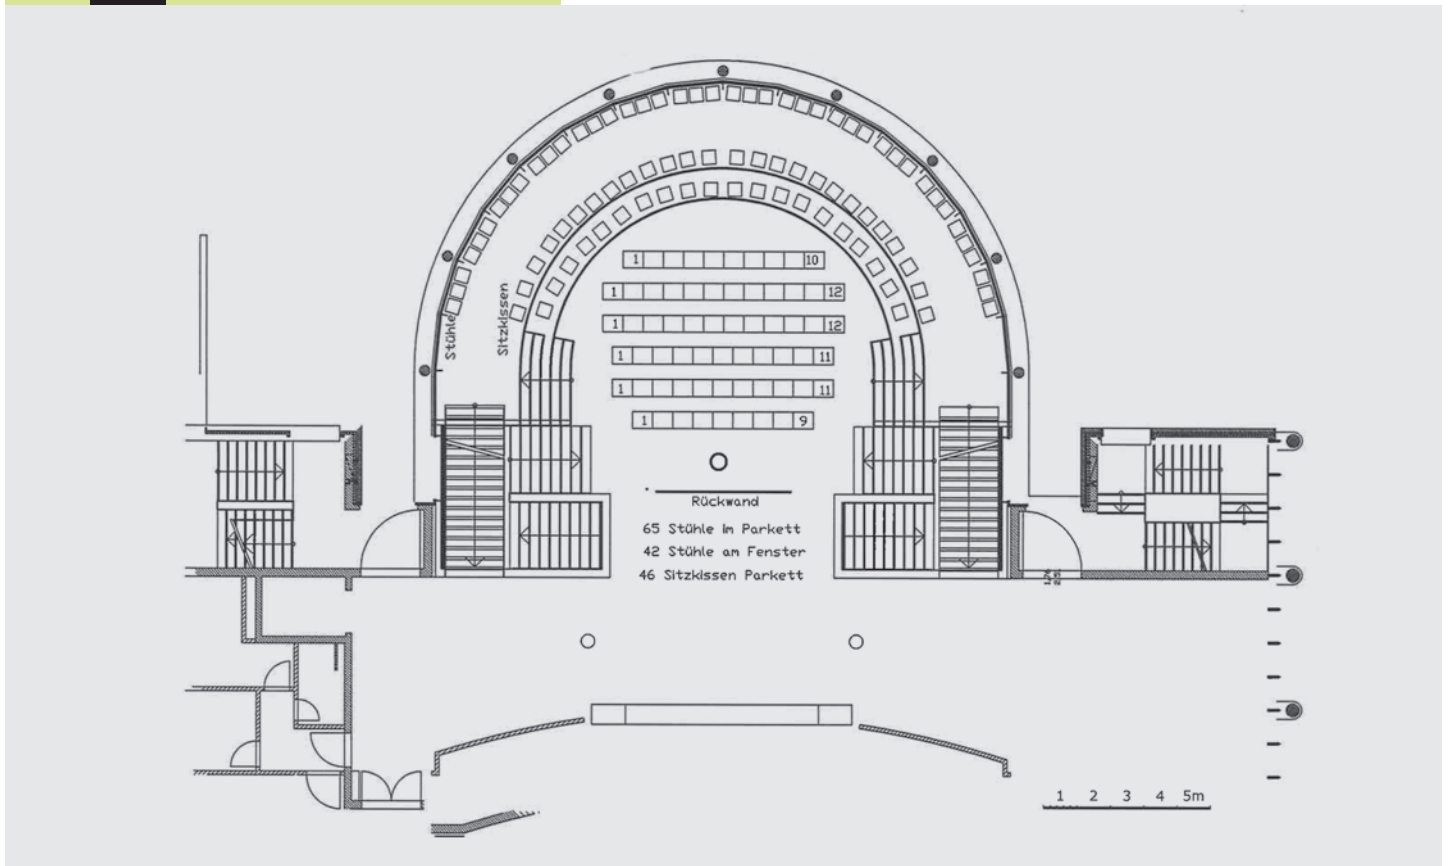 Stühle
Sitzkissen
1 10
1 12
1 12
1 11
1 11
1 9
Rückwand
65 Stühle im Parkett
42 Stühle am Fenster
46 Sitzkissen Parkett
1 2 3 4 5m